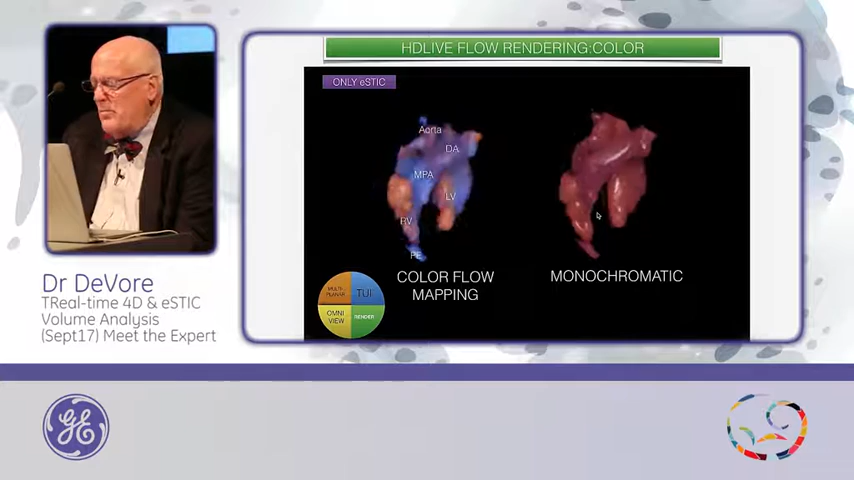 HDLIVE FLOW RENDERING:COLOR
ONLY eSTIC
Aorta
DA
MPA
LV
RV
COLOR FLOW
MAPPING
MONOCHROMATIC
MULTI-
PLANAR
TUI
OMNI
VIEW
RENDER
Dr DeVore
TReal-time 4D & eSTIC
Volume Analysis
(Sept17) Meet the Expert
GE